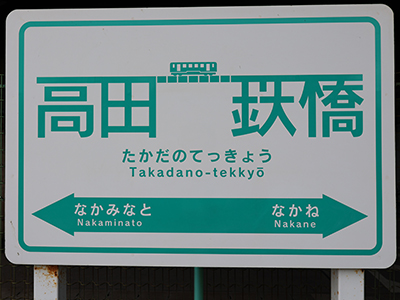 高田 鉄橋
たかだのてっきょう
Takadano-tekkyō
なかみなと なかね
Nakaminato Nakane